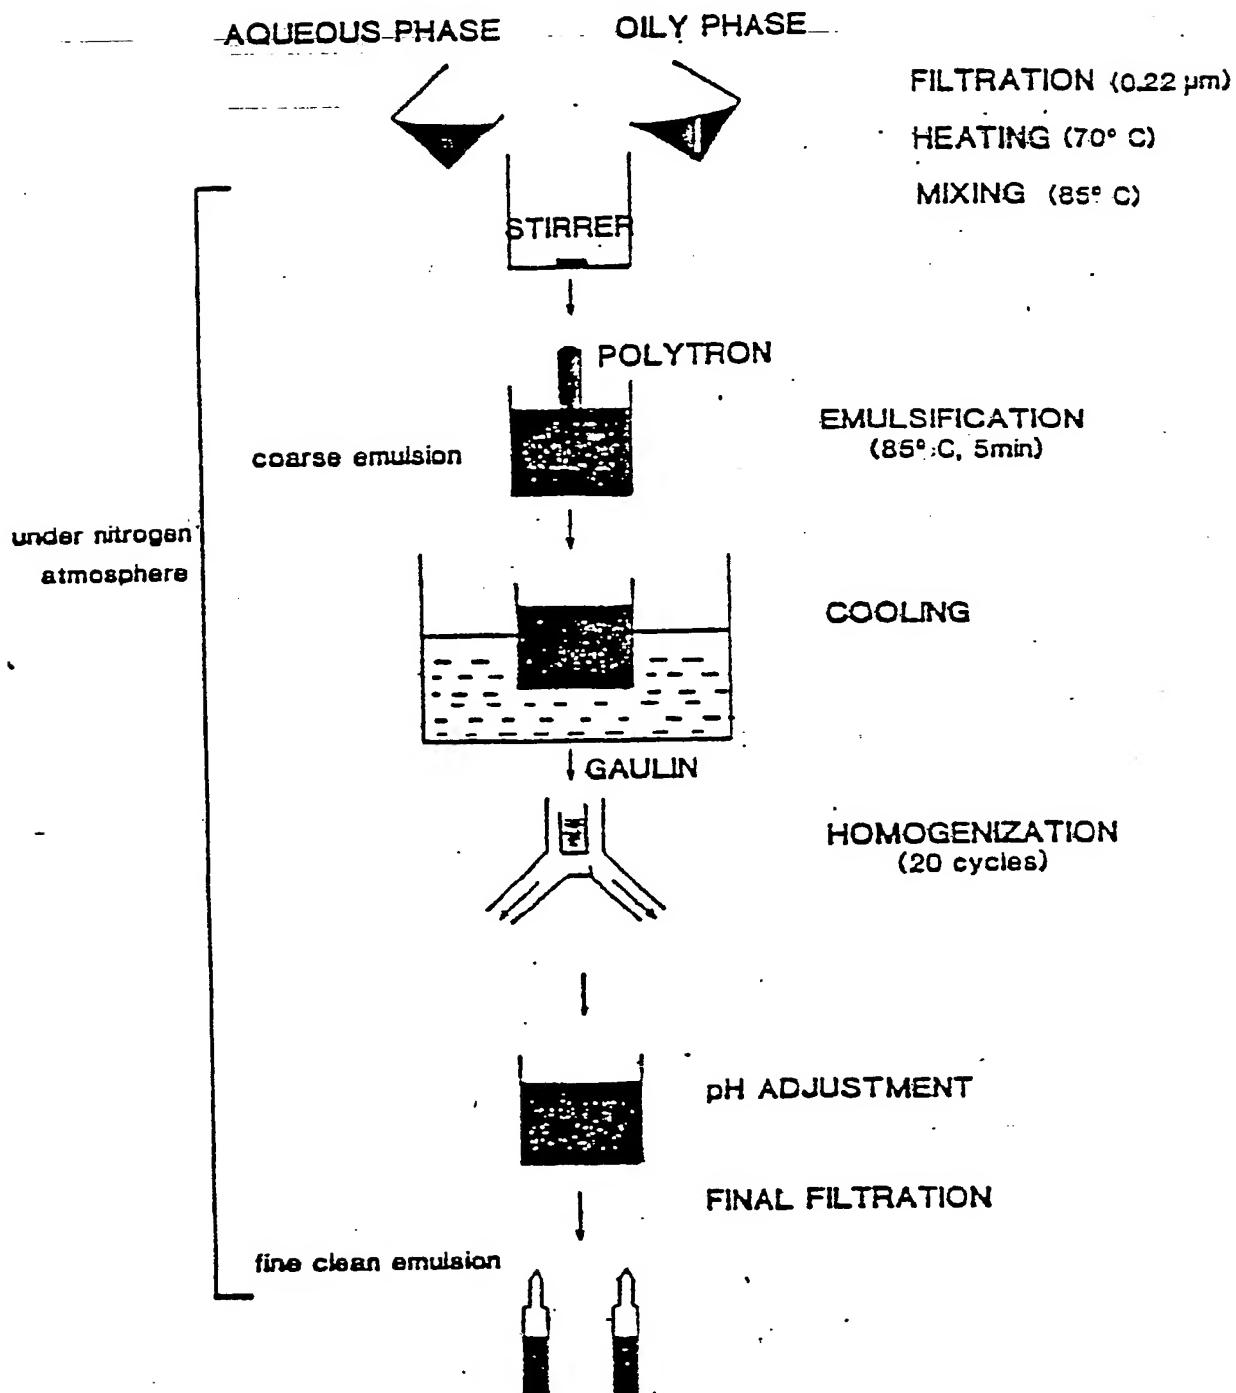 AQUEOUS PHASE
OILY PHASE
FILTRATION (0.22 µm)
HEATING (70° C)
MIXING (85° C)
STIRRER
POLYTRON
EMULSIFICATION
(85° C, 5min)
coarse emulsion
under nitrogen
atmosphere
COOLING
GAULIN
HOMOGENIZATION
(20 cycles)
pH ADJUSTMENT
FINAL FILTRATION
fine clean emulsion